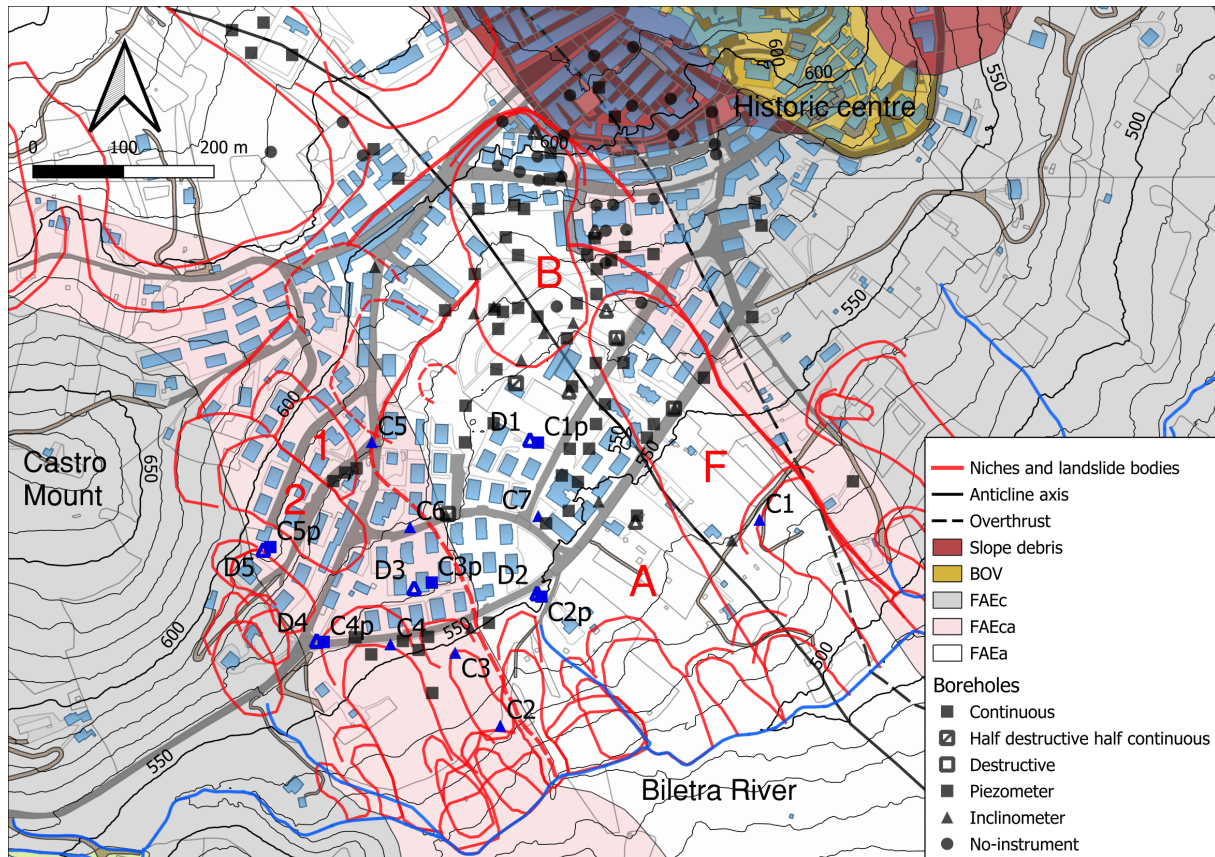 600
600
600
Historic centre
550
500
0
100
200 m
B
550
600
1
C5
D1
C1p
550
550
F
Castro
Mount
650
2
C6
C7
C1
C5p
D5
D3
C3p
D2
A
C2p
D4
C4p
C4
550
C3
600
500
C2
550
Biletra River
Niches and landslide bodies
Anticline axis
Overthrust
Slope debris
BOV
FAEc
FAEca
FAEa
Boreholes
Continuous
Half destructive half continuous
Destructive
Piezometer
Inclinometer
No-instrument